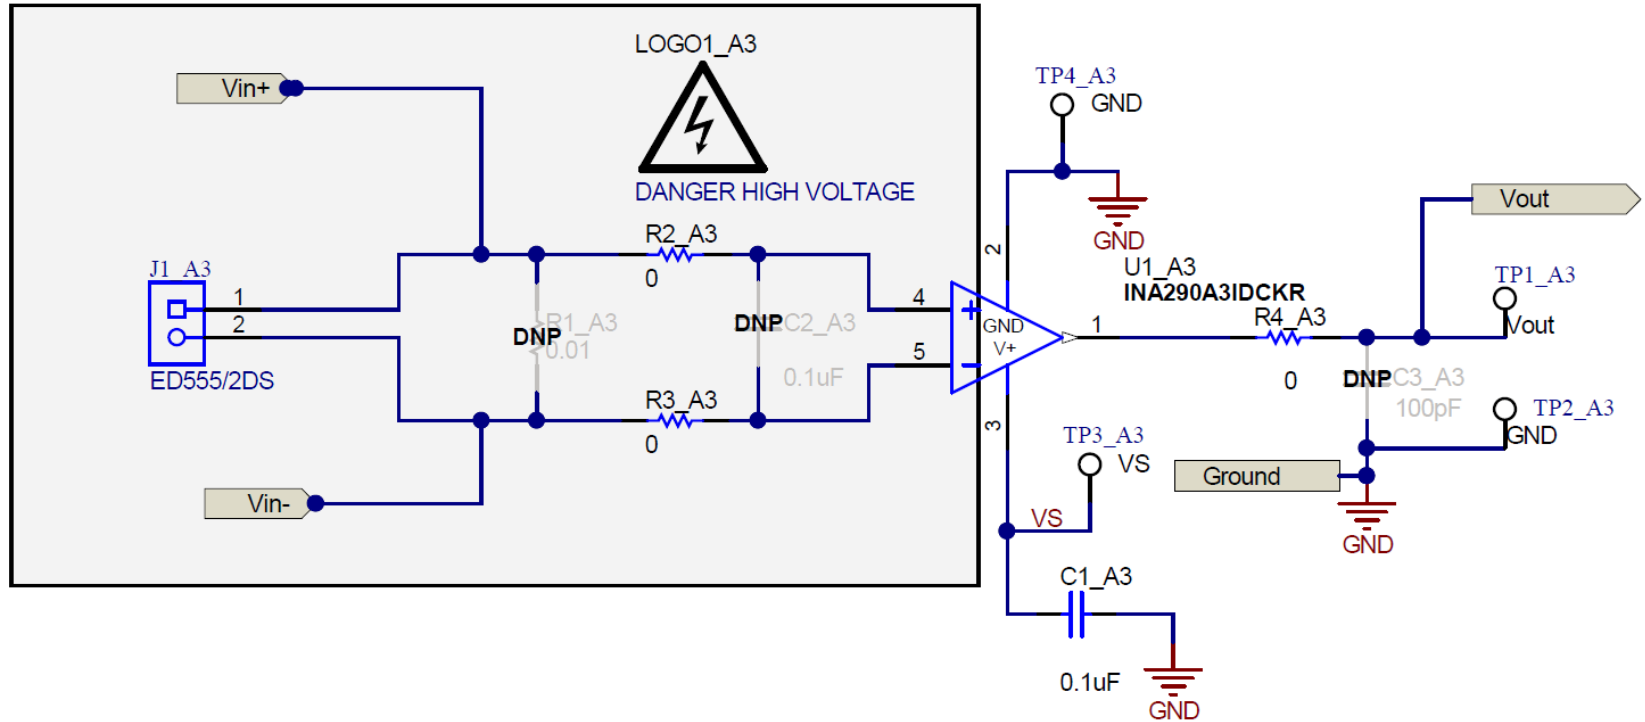 LOGO1_A3
Vin+
DANGER HIGH VOLTAGE
TP4_A3
GND
GND
Vout
J1_A3
1
2
ED555/2DS
R2_A3
0
DNP
R1_A3
0.01
DNP
C2_A3
0.1uF
R3_A3
0
Vin-
2
4
5
+
GND
V+
3
1
U1_A3
INA290A3IDCKR
R4_A3
0
TP1_A3
Vout
DNP
C3_A3
100pF
TP2_A3
GND
Ground
GND
TP3_A3
VS
VS
C1_A3
0.1uF
GND